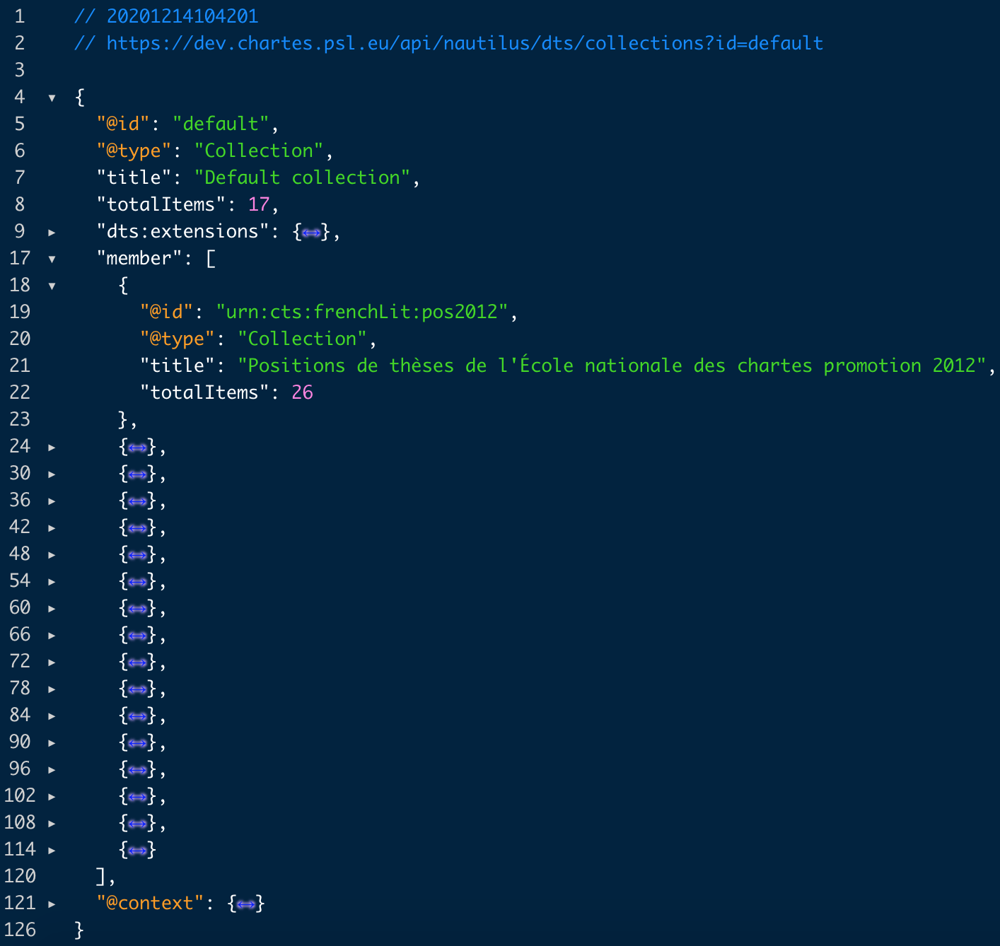 1 // 20201214104201
2 // https://dev.chartes.psl.eu/api/nautilus/dts/collections?id=default
3
4 ▾ {
5 "@id": "default",
6 "@type": "Collection",
7 "title": "Default collection",
8 "totalItems": 17,
9 ▸ "dts:extensions": {↔},
17 ▾ "member": [
18 ▾ {
19 "@id": "urn:cts:frenchLit:pos2012",
20 "@type": "Collection",
21 "title": "Positions de thèses de l'École nationale des chartes promotion 2012",
22 "totalItems": 26
23 },
24 ▸ {↔},
30 ▸ {↔},
36 ▸ {↔},
42 ▸ {↔},
48 ▸ {↔},
54 ▸ {↔},
60 ▸ {↔},
66 ▸ {↔},
72 ▸ {↔},
78 ▸ {↔},
84 ▸ {↔},
90 ▸ {↔},
96 ▸ {↔},
102 ▸ {↔},
108 ▸ {↔},
114 ▸ {↔}
120 ],
121 ▸ "@context": {↔}
126 }